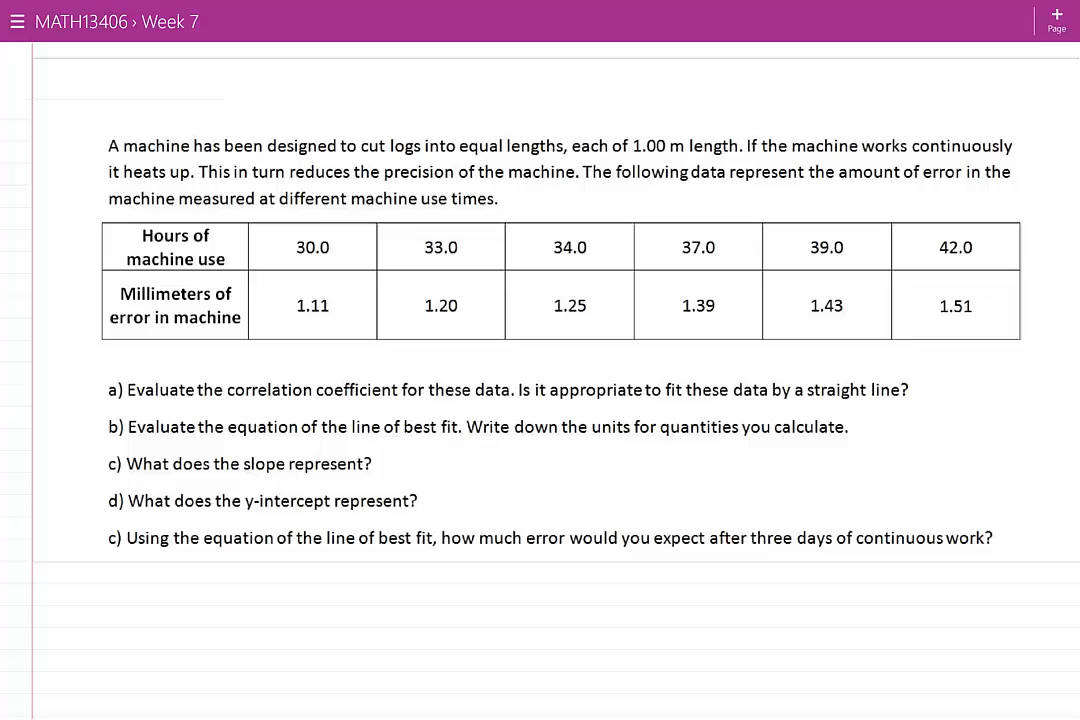 ☰ MATH13406 › Week 7
+
Page
A machine has been designed to cut logs into equal lengths, each of 1.00 m length. If the machine works continuously
it heats up. This in turn reduces the precision of the machine. The following data represent the amount of error in the
machine measured at different machine use times.
Hours of
machine use 30.0 33.0 34.0 37.0 39.0 42.0
Millimeters of
error in machine 1.11 1.20 1.25 1.39 1.43 1.51
a) Evaluate the correlation coefficient for these data. Is it appropriate to fit these data by a straight line?
b) Evaluate the equation of the line of best fit. Write down the units for quantities you calculate.
c) What does the slope represent?
d) What does the y-intercept represent?
c) Using the equation of the line of best fit, how much error would you expect after three days of continuous work?